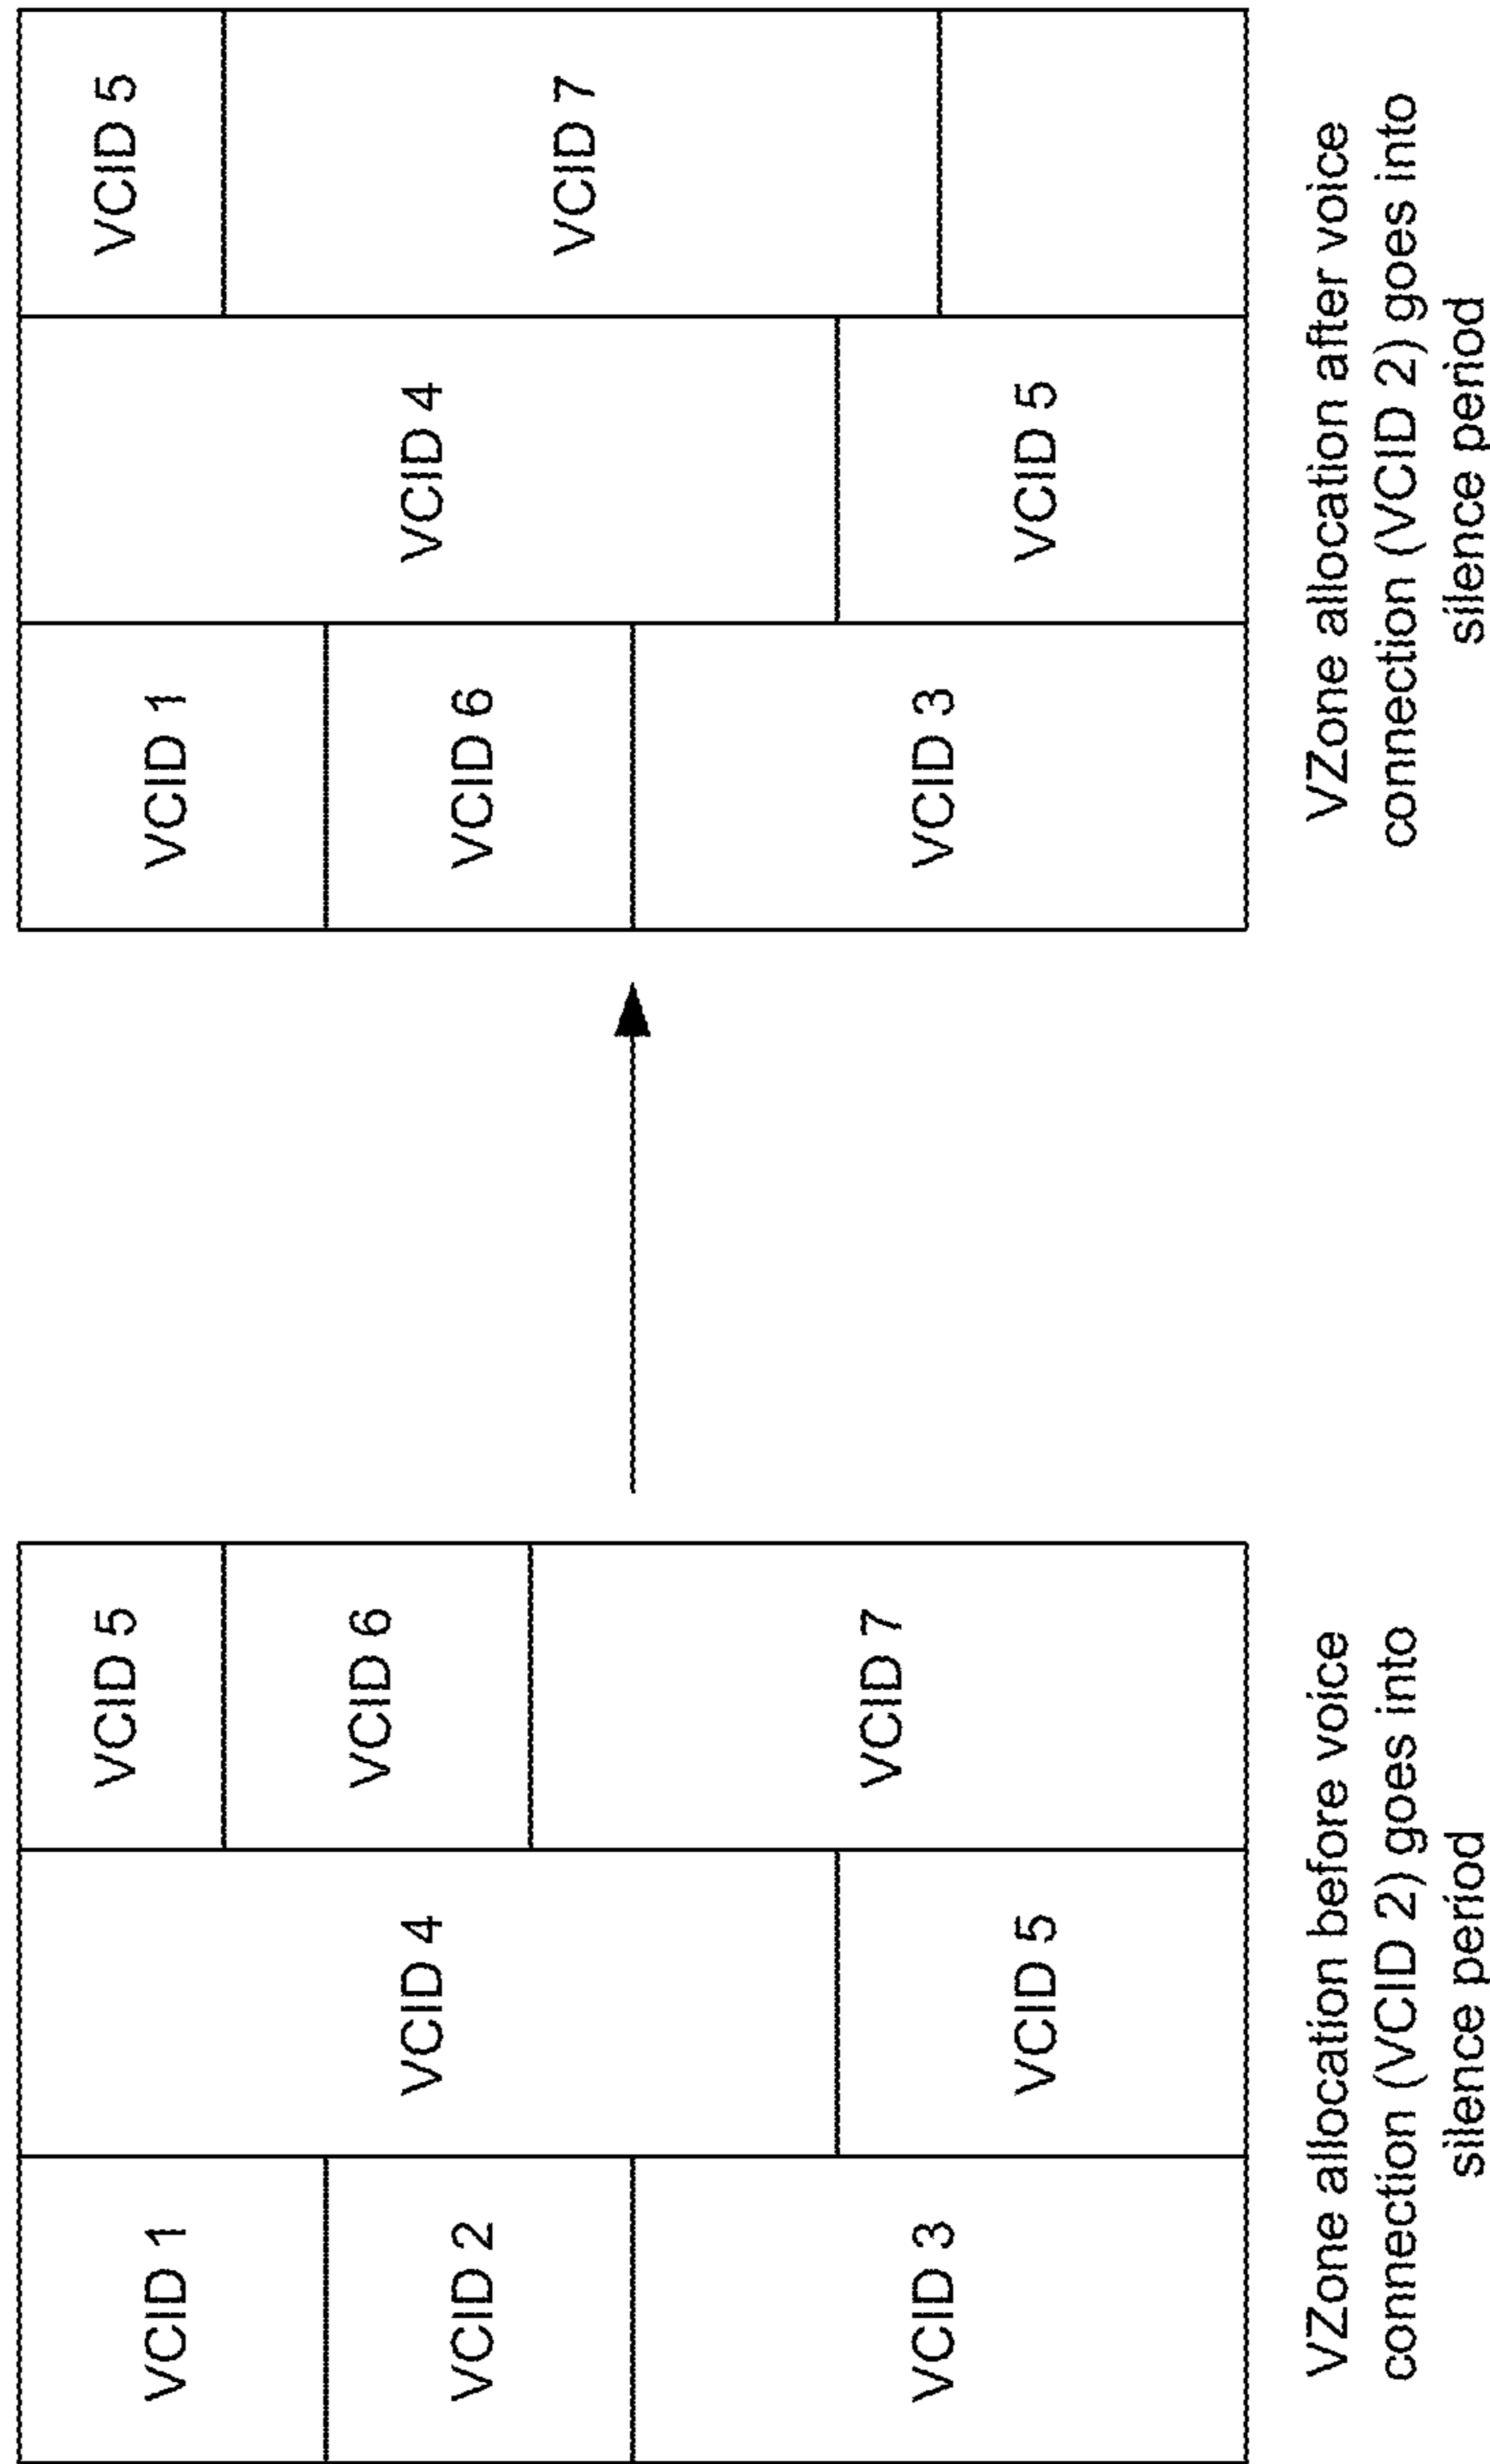 VCID 1
VCID 2
VCID 3
VCID 4
VCID 5
VCID 5
VCID 6
VCID 7
VZone allocation before voice
connection (VCID 2) goes into
silence period
VCID 1
VCID 6
VCID 3
VCID 4
VCID 5
VCID 5
VCID 7
VZone allocation after voice
connection (VCID 2) goes into
silence period